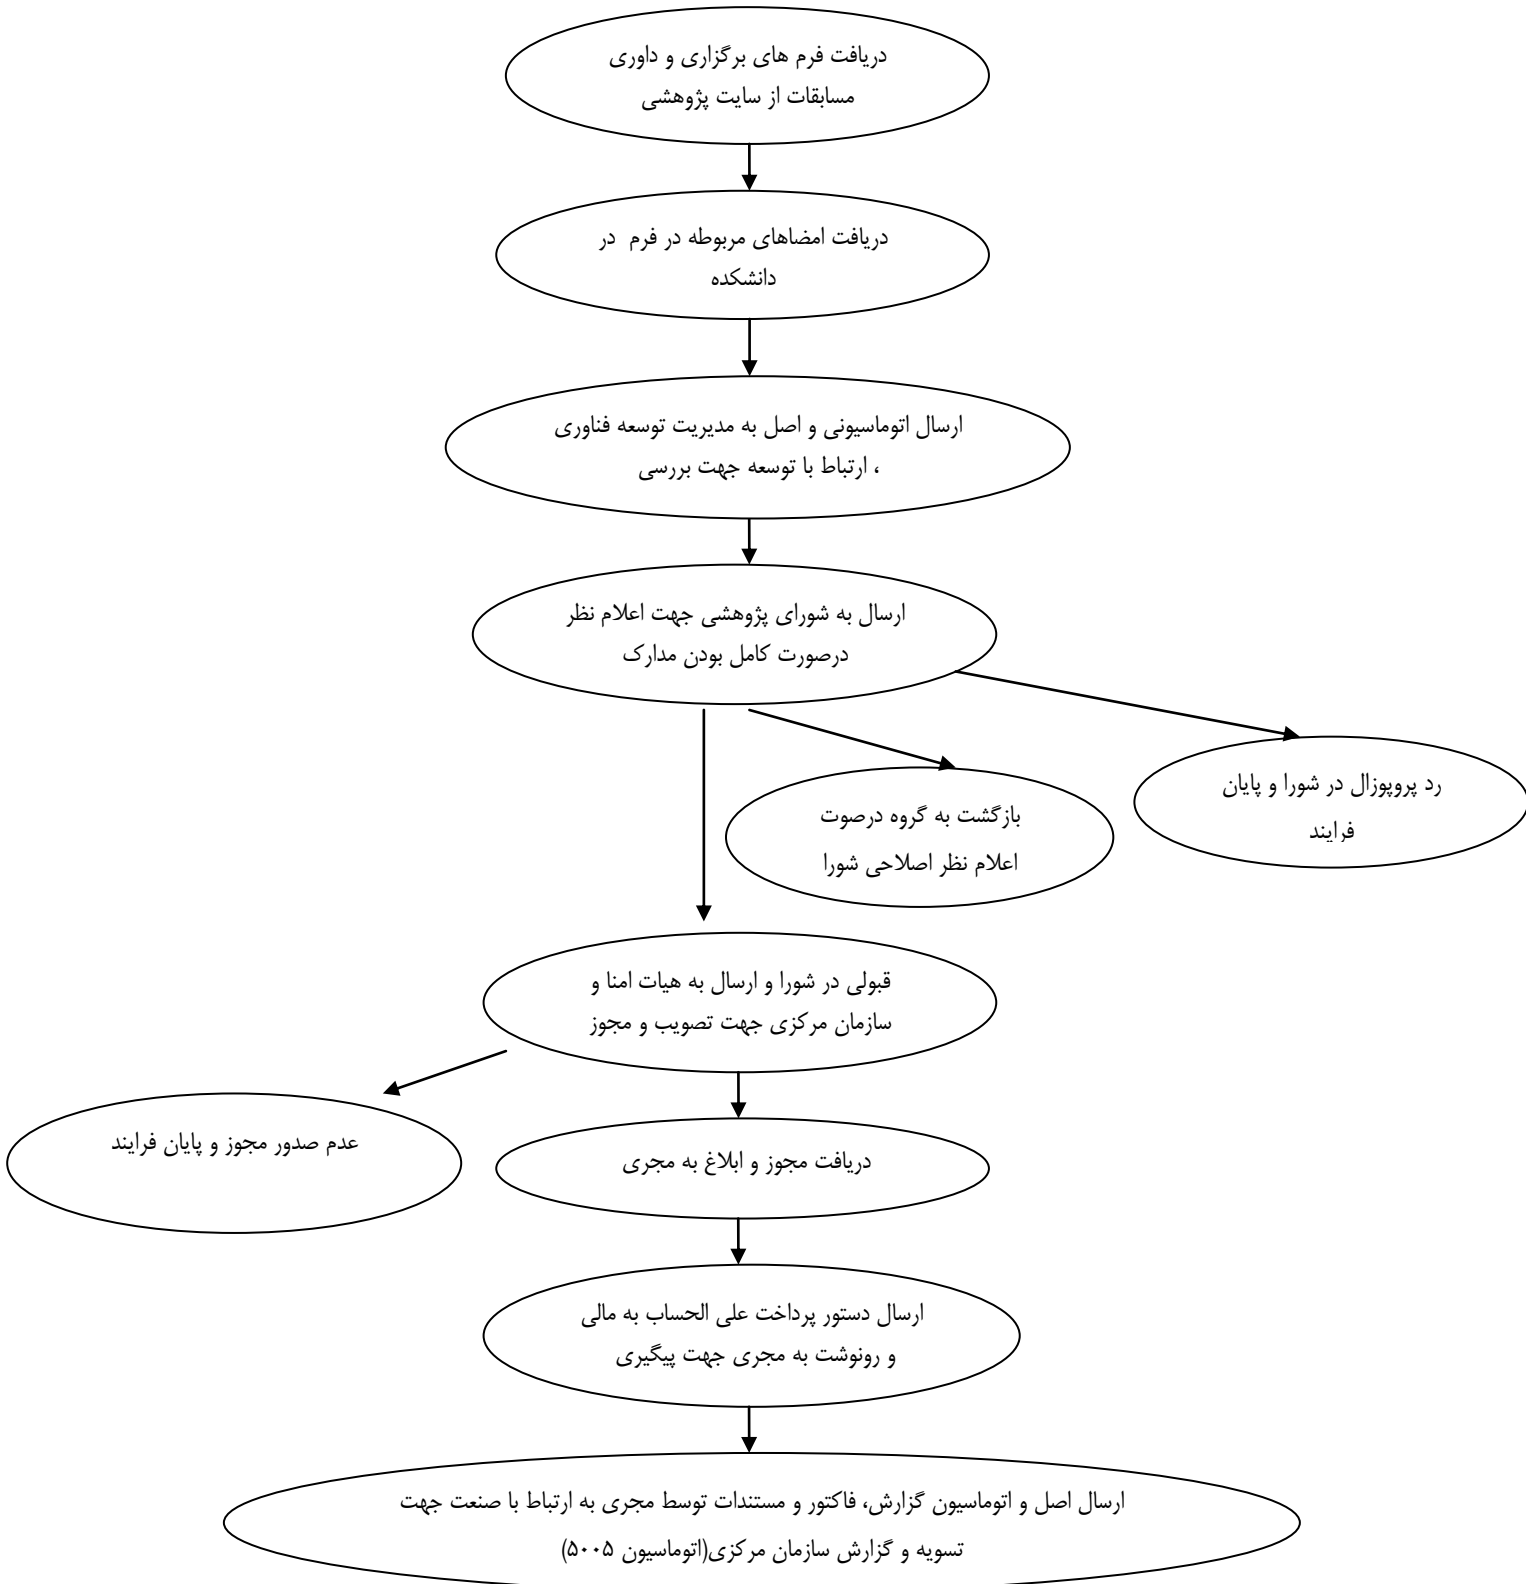 دریافت فرم های برگزاری و داوری
مسابقات از سایت پژوهشی
دریافت امضاهای مربوطه در فرم در
دانشکده
ارسال اتوماسیونی و اصل به مدیریت توسعه فناوری
، ارتباط با توسعه جهت بررسی
ارسال به شورای پژوهشی جهت اعلام نظر
درصورت کامل بودن مدارک
رد پروپوزال در شورا و پایان
فرایند
بازگشت به گروه درصوت
اعلام نظر اصلاحی شورا
قبولی در شورا و ارسال به هیات امنا و
سازمان مرکزی جهت تصویب و مجوز
عدم صدور مجوز و پایان فرایند
دریافت مجوز و ابلاغ به مجری
ارسال دستور پرداخت علی الحساب به مالی
و رونوشت به مجری جهت پیگیری
ارسال اصل و اتوماسیون گزارش، فاکتور و مستندات توسط مجری به ارتباط با صنعت جهت
تسویه و گزارش سازمان مرکزی(اتوماسیون ۵۰۰۵)